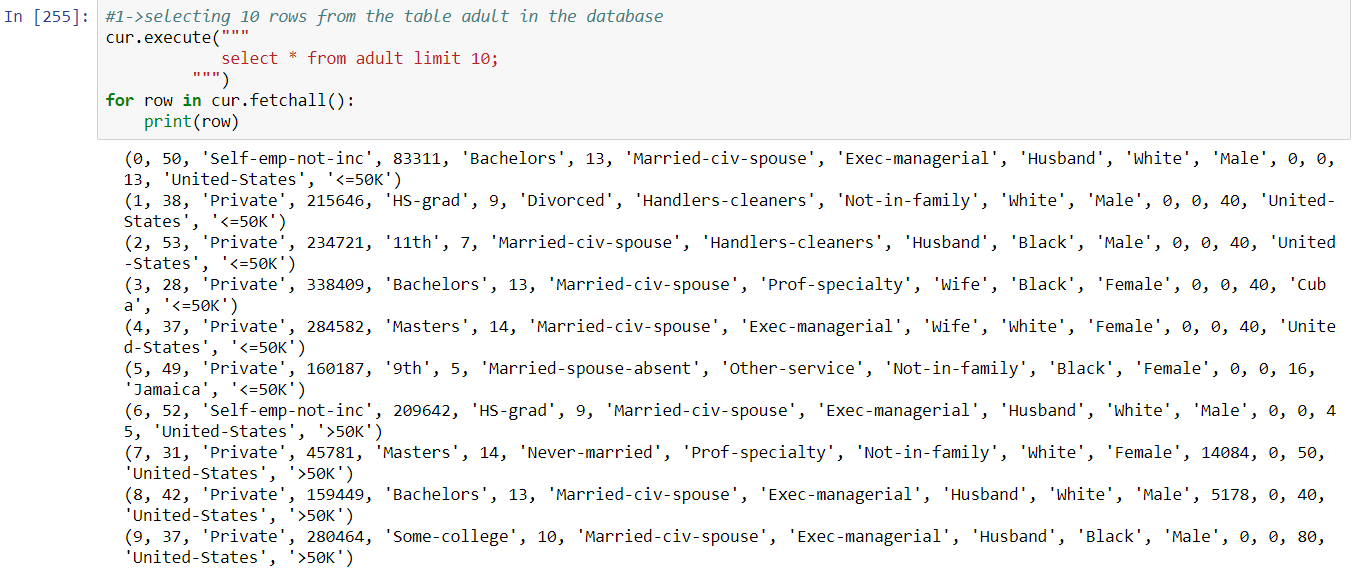 In [255]: #1->selecting 10 rows from the table adult in the database
cur.execute("""
select * from adult limit 10;
""")
for row in cur.fetchall():
print(row)
(0, 50, 'Self-emp-not-inc', 83311, 'Bachelors', 13, 'Married-civ-spouse', 'Exec-managerial', 'Husband', 'White', 'Male', 0, 0,
13, 'United-States', '<=50K')
(1, 38, 'Private', 215646, 'HS-grad', 9, 'Divorced', 'Handlers-cleaners', 'Not-in-family', 'White', 'Male', 0, 0, 40, 'United-
States', '<=50K')
(2, 53, 'Private', 234721, '11th', 7, 'Married-civ-spouse', 'Handlers-cleaners', 'Husband', 'Black', 'Male', 0, 0, 40, 'United
-States', '<=50K')
(3, 28, 'Private', 338409, 'Bachelors', 13, 'Married-civ-spouse', 'Prof-specialty', 'Wife', 'Black', 'Female', 0, 0, 40, 'Cub
a', '<=50K')
(4, 37, 'Private', 284582, 'Masters', 14, 'Married-civ-spouse', 'Exec-managerial', 'Wife', 'White', 'Female', 0, 0, 40, 'Unite
d-States', '<=50K')
(5, 49, 'Private', 160187, '9th', 5, 'Married-spouse-absent', 'Other-service', 'Not-in-family', 'Black', 'Female', 0, 0, 16,
'Jamaica', '<=50K')
(6, 52, 'Self-emp-not-inc', 209642, 'HS-grad', 9, 'Married-civ-spouse', 'Exec-managerial', 'Husband', 'White', 'Male', 0, 0, 4
5, 'United-States', '>50K')
(7, 31, 'Private', 45781, 'Masters', 14, 'Never-married', 'Prof-specialty', 'Not-in-family', 'White', 'Female', 14084, 0, 50,
'United-States', '>50K')
(8, 42, 'Private', 159449, 'Bachelors', 13, 'Married-civ-spouse', 'Exec-managerial', 'Husband', 'White', 'Male', 5178, 0, 40,
'United-States', '>50K')
(9, 37, 'Private', 280464, 'Some-college', 10, 'Married-civ-spouse', 'Exec-managerial', 'Husband', 'Black', 'Male', 0, 0, 80,
'United-States', '>50K')